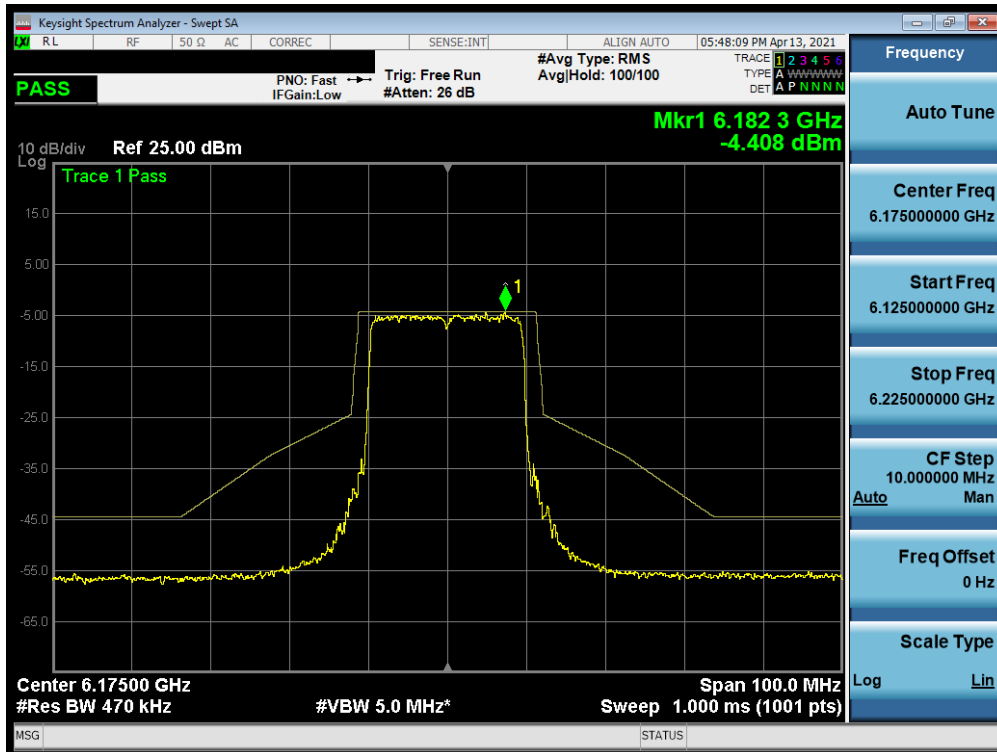 Keysight Spectrum Analyzer - Swept SA
LXI RL RF 50 Ω AC CORREC SENSE:INT ALIGN AUTO 05:48:09 PM Apr 13, 2021
PASS
PNO: Fast
IFGain:Low
Trig: Free Run
#Atten: 26 dB
#Avg Type: RMS
Avg|Hold: 100/100
TRACE 1 2 3 4 5 6
TYPE A WWWWW
DET A P N N N N
Mkr1 6.182 3 GHz
-4.408 dBm
10 dB/div Ref 25.00 dBm
Log
Trace 1 Pass
15.0
5.00
1
-5.00
-15.0
-25.0
-35.0
-45.0
-55.0
-65.0
Center 6.17500 GHz Span 100.0 MHz
#Res BW 470 kHz #VBW 5.0 MHz* Sweep 1.000 ms (1001 pts)
MSG STATUS
Frequency
Auto Tune
Center Freq
6.175000000 GHz
Start Freq
6.125000000 GHz
Stop Freq
6.225000000 GHz
CF Step
10.000000 MHz
Auto Man
Freq Offset
0 Hz
Scale Type
Log Lin